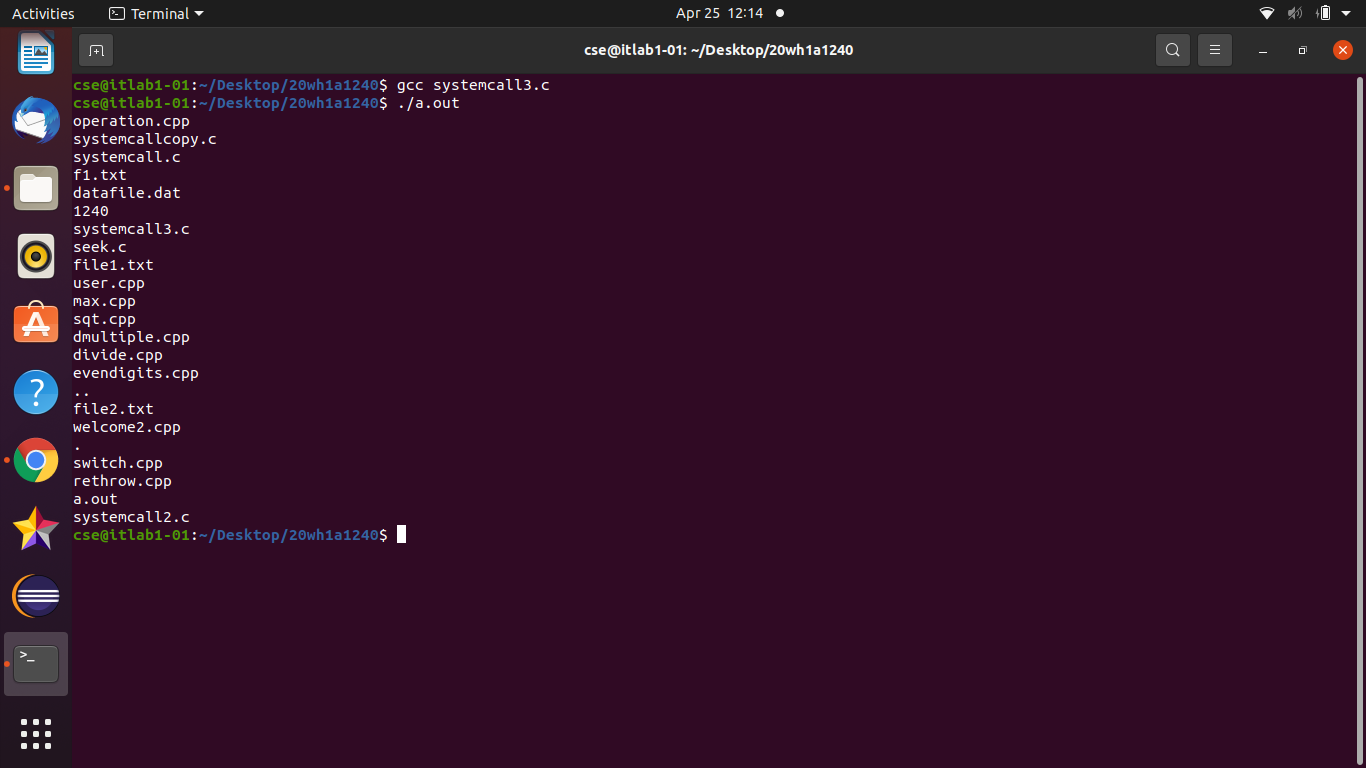 Activities
Terminal
Apr 25 12:14
cse@itlab1-01: ~/Desktop/20wh1a1240
cse@itlab1-01:~/Desktop/20wh1a1240$ gcc systemcall3.c
cse@itlab1-01:~/Desktop/20wh1a1240$ ./a.out
operation.cpp
systemcallcopy.c
systemcall.c
f1.txt
datafile.dat
1240
systemcall3.c
seek.c
file1.txt
user.cpp
max.cpp
sqt.cpp
dmultiple.cpp
divide.cpp
evendigits.cpp
..
file2.txt
welcome2.cpp
.
switch.cpp
rethrow.cpp
a.out
systemcall2.c
cse@itlab1-01:~/Desktop/20wh1a1240$